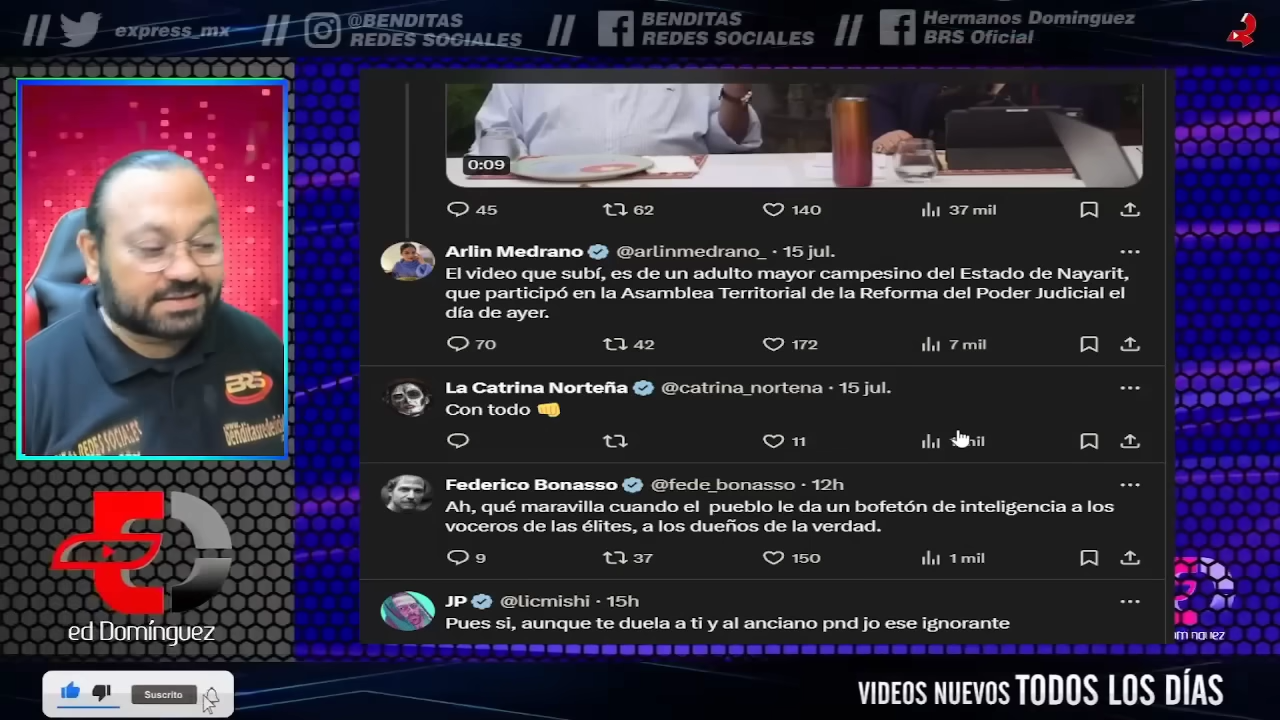 // express_mx // @BENDITAS REDES SOCIALES // BENDITAS REDES SOCIALES // Hermanos Dominguez BRS Oficial
0:09
45 62 140 37 mil
Arlin Medrano @arlinmedrano_ · 15 jul.
El video que subí, es de un adulto mayor campesino del Estado de Nayarit,
que participó en la Asamblea Territorial de la Reforma del Poder Judicial el
día de ayer.
70 42 172 7 mil
La Catrina Norteña @catrina_nortena · 15 jul.
Con todo 👊
11
Federico Bonasso @fede_bonasso · 12h
Ah, qué maravilla cuando el pueblo le da un bofetón de inteligencia a los
voceros de las élites, a los dueños de la verdad.
9 37 150 1 mil
JP @licmishi · 15h
Pues si, aunque te duela a ti y al anciano pnd jo ese ignorante
BRS
REDES SOCIALES
ed Domínguez
Suscrito
VIDEOS NUEVOS TODOS LOS DÍAS